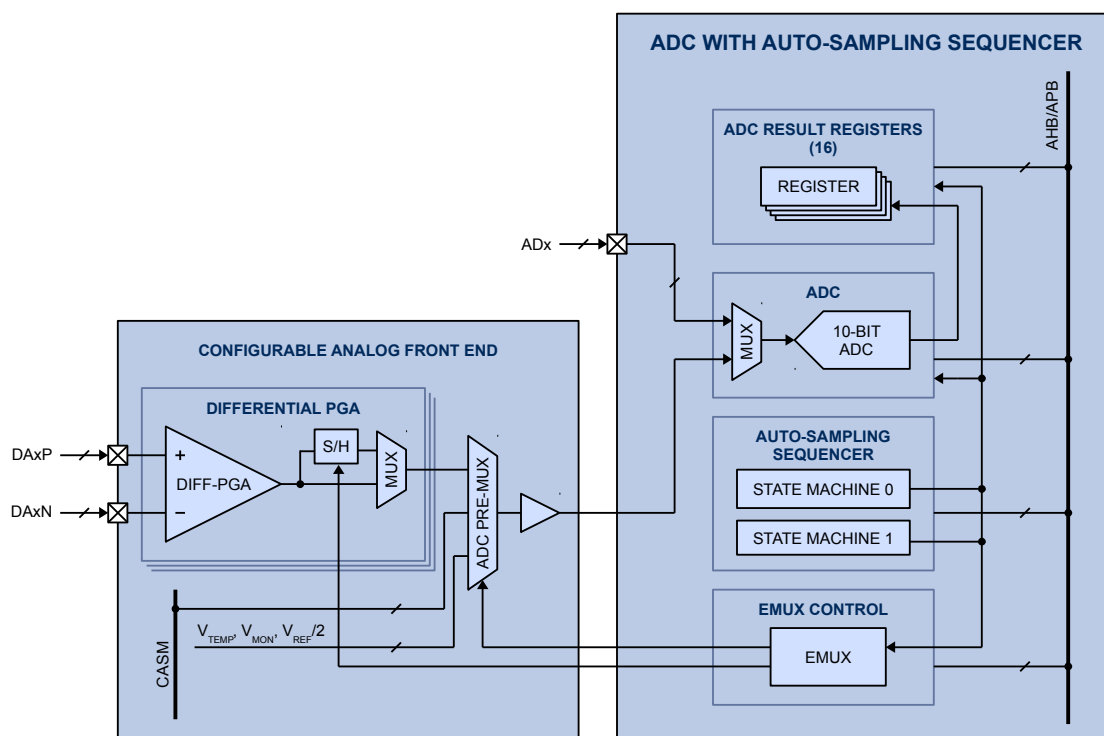 ADC WITH AUTO-SAMPLING SEQUENCER
AHB/APB
ADC RESULT REGISTERS
(16)
REGISTER
ADx
ADC
MUX
10-BIT
ADC
CONFIGURABLE ANALOG FRONT END
DIFFERENTIAL PGA
DAxP
+
DIFF-PGA
−
DAxN
S/H
MUX
ADC PRE-MUX
AUTO-SAMPLING
SEQUENCER
STATE MACHINE 0
STATE MACHINE 1
CASM
VTEMP, VMON, VREF/2
EMUX CONTROL
EMUX